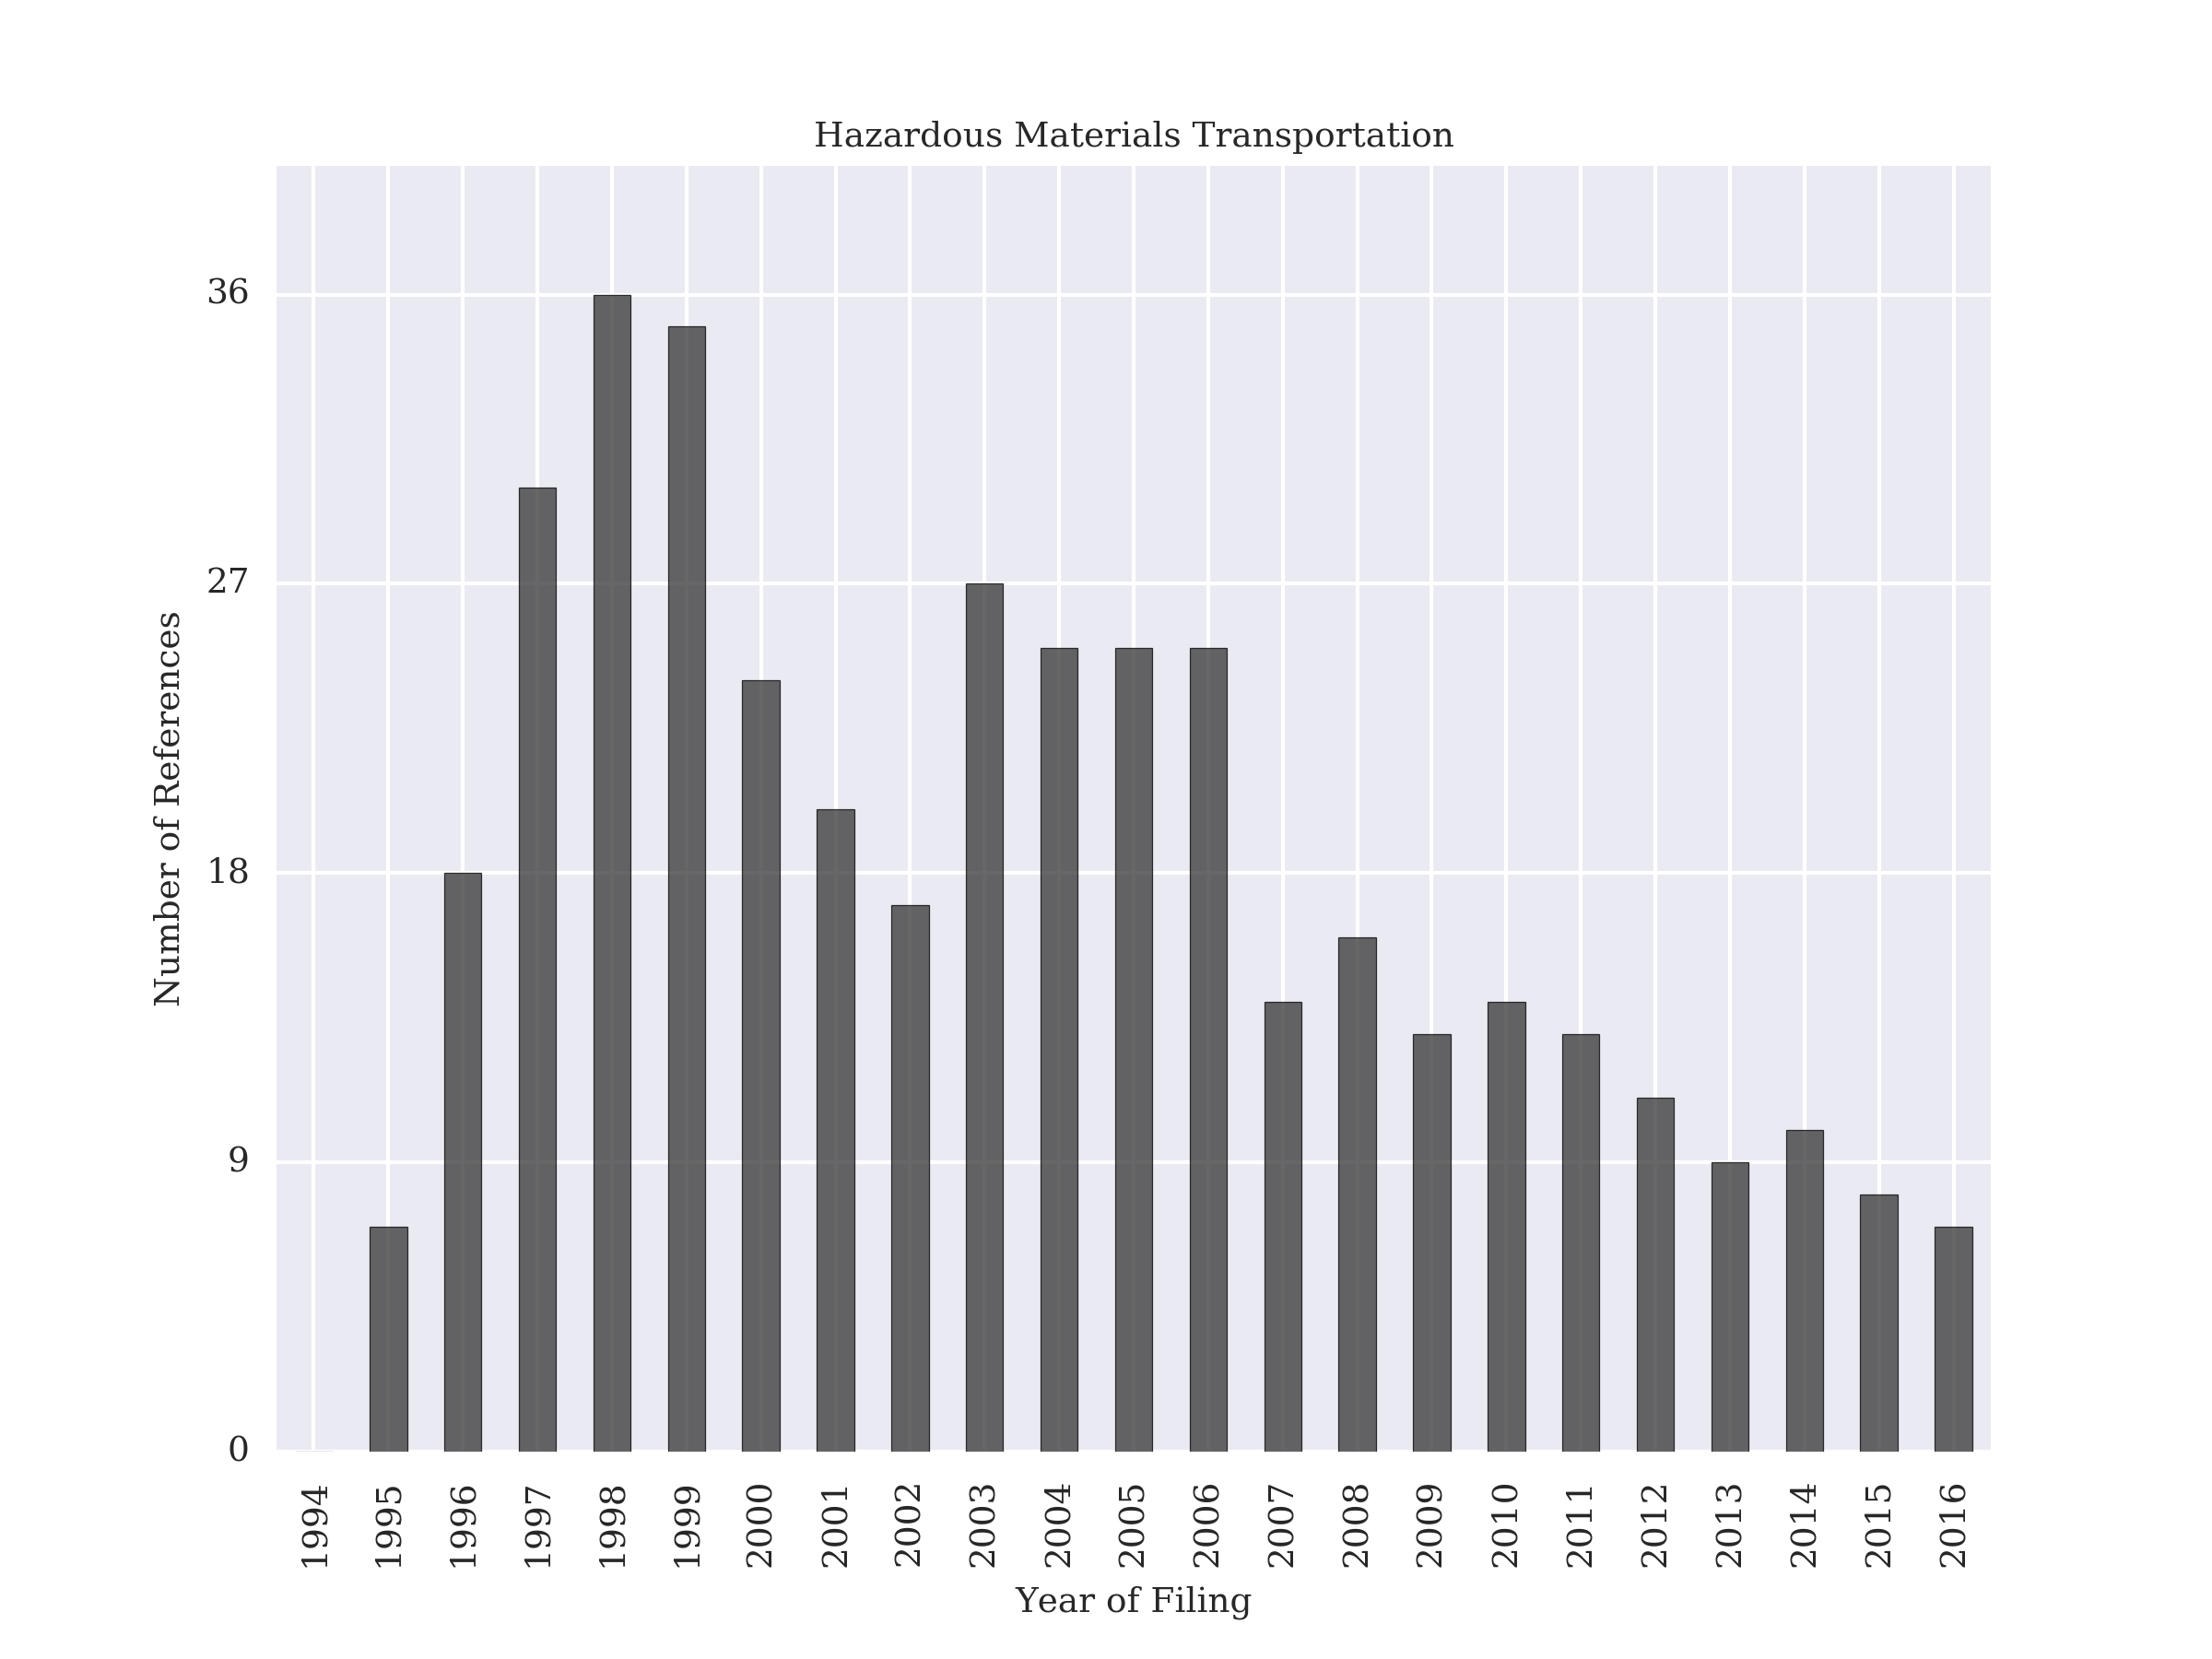 Hazardous Materials Transportation
Number of References
36
27
18
9
0
1994 1995 1996 1997 1998 1999 2000 2001 2002 2003 2004 2005 2006 2007 2008 2009 2010 2011 2012 2013 2014 2015 2016
Year of Filing